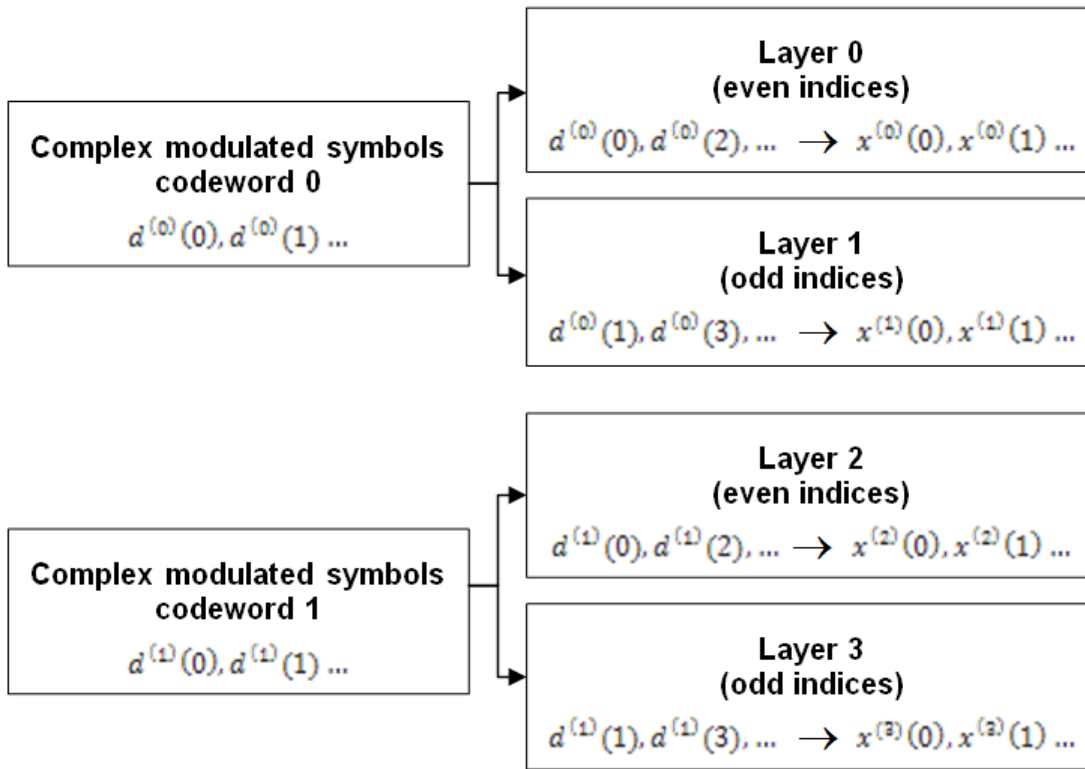 Complex modulated symbols
codeword 0
d⁽⁰⁾(0), d⁽⁰⁾(1) ...
Layer 0
(even indices)
d⁽⁰⁾(0), d⁽⁰⁾(2), ... → x⁽⁰⁾(0), x⁽⁰⁾(1) ...
Layer 1
(odd indices)
d⁽⁰⁾(1), d⁽⁰⁾(3), ... → x⁽¹⁾(0), x⁽¹⁾(1) ...
Complex modulated symbols
codeword 1
d⁽¹⁾(0), d⁽¹⁾(1) ...
Layer 2
(even indices)
d⁽¹⁾(0), d⁽¹⁾(2), ... → x⁽²⁾(0), x⁽²⁾(1) ...
Layer 3
(odd indices)
d⁽¹⁾(1), d⁽¹⁾(3), ... → x⁽³⁾(0), x⁽³⁾(1) ...